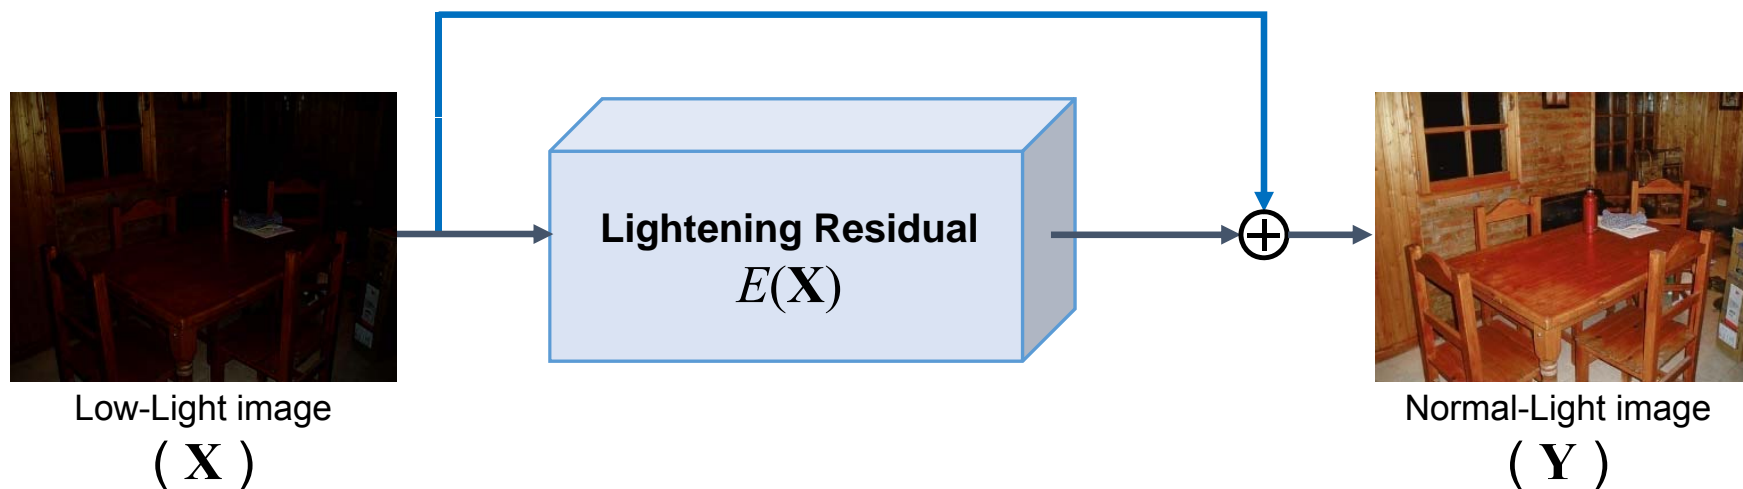 Lightening Residual
E(X)
Low-Light image
( X )
Normal-Light image
( Y )